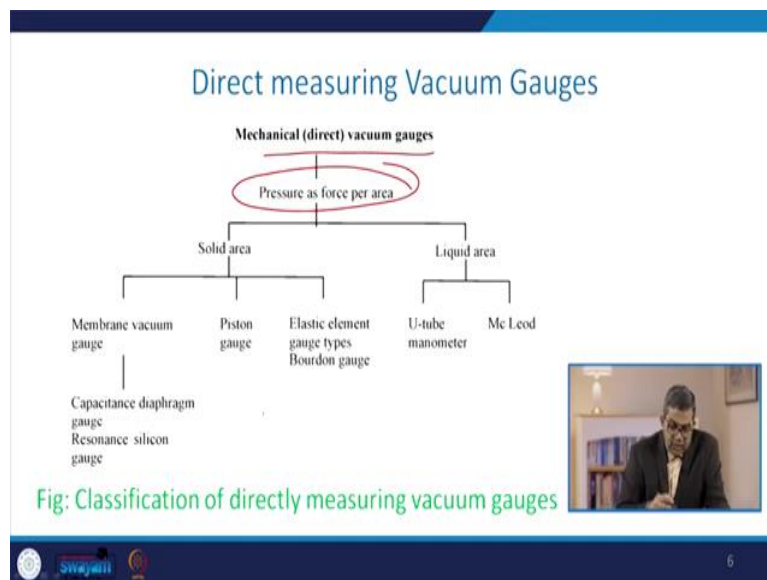 Direct measuring Vacuum Gauges
Mechanical (direct) vacuum gauges
Pressure as force per area
Solid area
Liquid area
Membrane vacuum
gauge
Piston
gauge
Elastic element
gauge types
Bourdon gauge
U-tube
manometer
Mc Leod
Capacitance diaphragm
gauge
Resonance silicon
gauge
Fig: Classification of directly measuring vacuum gauges
swayam
6